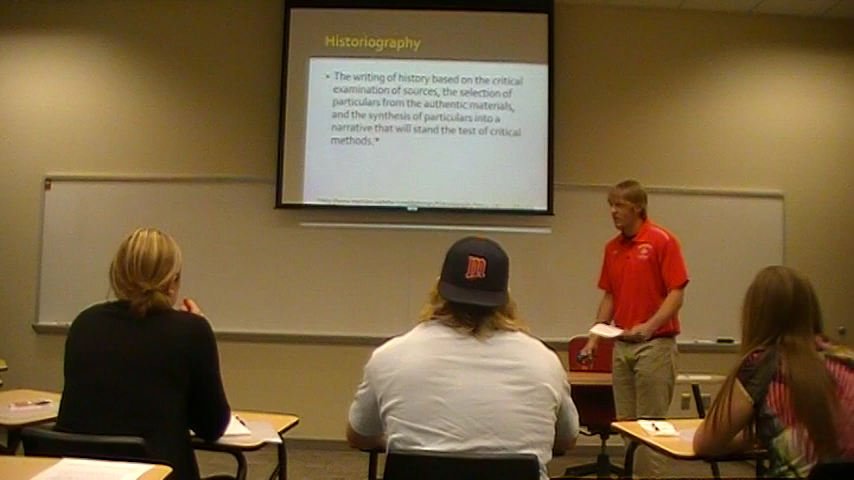 Historiography
• The writing of history based on the critical
examination of sources, the selection of
particulars from the authentic materials,
and the synthesis of particulars into a
narrative that will stand the test of critical
methods.*
m